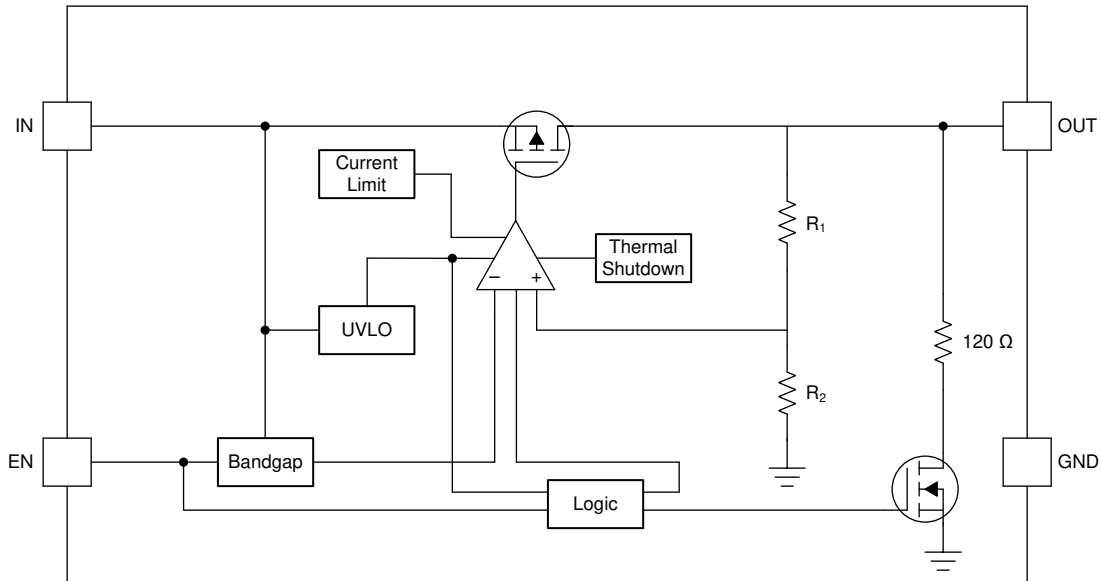 IN
OUT
Current
Limit
R₁
Thermal
Shutdown
− +
UVLO
120 Ω
R₂
EN
Bandgap
GND
Logic